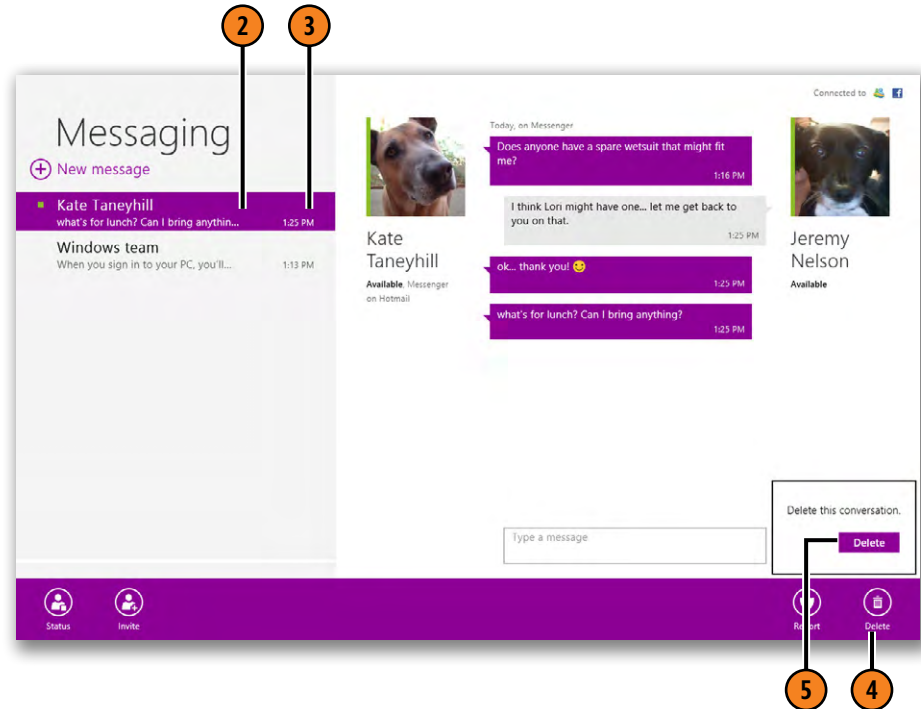 2 3
Connected to
Messaging
New message
Kate Taneyhill
what's for lunch? Can I bring anythin... 1:25 PM
Windows team
When you sign in to your PC, you'll... 1:13 PM
Kate
Taneyhill
Available, Messenger
on Hotmail
Today, on Messenger
Does anyone have a spare wetsuit that might fit
me?
1:16 PM
I think Lori might have one... let me get back to
you on that.
1:25 PM
ok... thank you!
1:25 PM
what's for lunch? Can I bring anything?
1:25 PM
Jeremy
Nelson
Available
Type a message
Delete this conversation.
Delete
Status Invite Report Delete
5 4